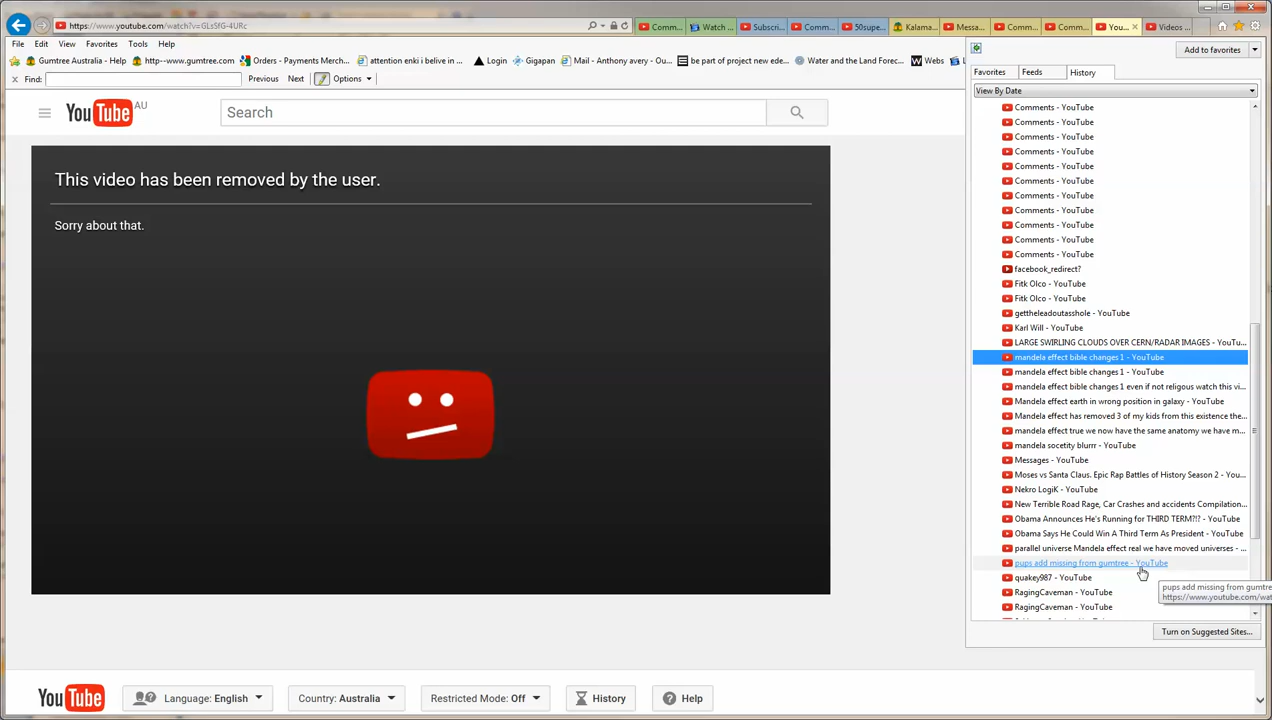 https://www.youtube.com/watch?v=GLsSfG-4URc
Comm...
Watch ...
Subscri...
Comm...
50supe...
Kalama...
Messa...
Comm...
Comm...
You...
Videos ...
File Edit View Favorites Tools Help
Gumtree Australia - Help
http--www.gumtree.com
Orders - Payments Merch...
attention enki i believe in ...
Login
Gigapan
Mail - Anthony avery - Ou...
be part of project new ede...
Water and the Land Forec...
Webs
Find: Previous Next Options
Add to favorites
Favorites Feeds History
View By Date
YouTube AU
Search
This video has been removed by the user.
Sorry about that.
Comments - YouTube
Comments - YouTube
Comments - YouTube
Comments - YouTube
Comments - YouTube
Comments - YouTube
Comments - YouTube
Comments - YouTube
Comments - YouTube
Comments - YouTube
Comments - YouTube
facebook_redirect?
Fitk Olco - YouTube
Fitk Olco - YouTube
gettheleadoutasshole - YouTube
Karl Will - YouTube
LARGE SWIRLING CLOUDS OVER CERN/RADAR IMAGES - YouTu...
mandela effect bible changes 1 - YouTube
mandela effect bible changes 1 - YouTube
mandela effect bible changes 1 even if not religous watch this vi...
Mandela effect earth in wrong position in galaxy - YouTube
Mandela effect has removed 3 of my kids from this existence the...
mandela effect true we now have the same anatomy we have m...
mandela socetity blurrr - YouTube
Messages - YouTube
Moses vs Santa Claus. Epic Rap Battles of History Season 2 - You...
Nekro LogiK - YouTube
New Terrible Road Rage, Car Crashes and accidents Compilation...
Obama Announces He's Running for THIRD TERM?!? - YouTube
Obama Says He Could Win A Third Term As President - YouTube
parallel universe Mandela effect real we have moved universes - ...
pups add missing from gumtree - YouTube
quakey987 - YouTube
RagingCaveman - YouTube
RagingCaveman - YouTube
pups add missing from gumtre
https://www.youtube.com/wat
Turn on Suggested Sites...
YouTube
Language: English
Country: Australia
Restricted Mode: Off
History
Help